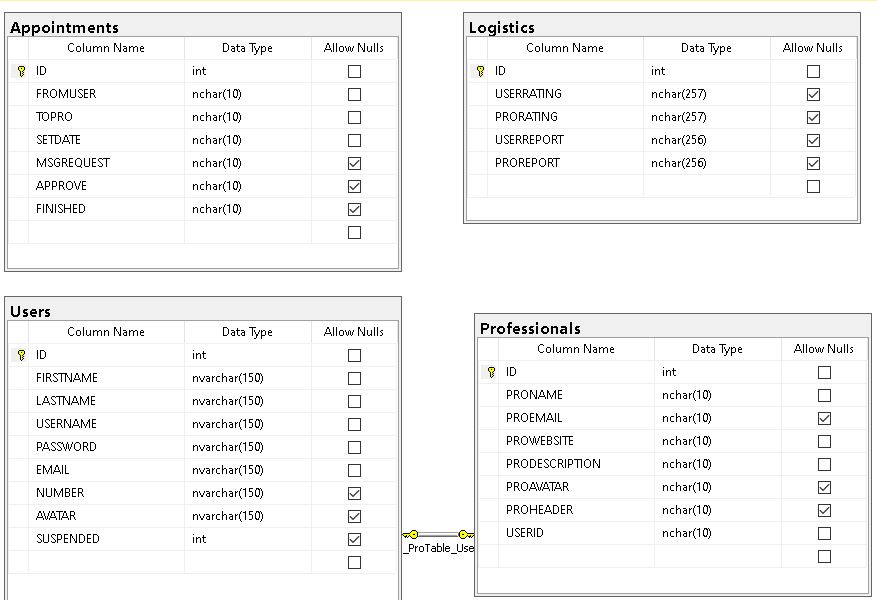 Appointments
Column Name Data Type Allow Nulls
ID int
FROMUSER nchar(10)
TOPRO nchar(10)
SETDATE nchar(10)
MSGREQUEST nchar(10)
APPROVE nchar(10)
FINISHED nchar(10)
Logistics
Column Name Data Type Allow Nulls
ID int
USERRATING nchar(257)
PRORATING nchar(257)
USERREPORT nchar(256)
PROREPORT nchar(256)
Users
Column Name Data Type Allow Nulls
ID int
FIRSTNAME nvarchar(150)
LASTNAME nvarchar(150)
USERNAME nvarchar(150)
PASSWORD nvarchar(150)
EMAIL nvarchar(150)
NUMBER nvarchar(150)
AVATAR nvarchar(150)
SUSPENDED int
_ProTable_Use
Professionals
Column Name Data Type Allow Nulls
ID int
PRONAME nchar(10)
PROEMAIL nchar(10)
PROWEBSITE nchar(10)
PRODESCRIPTION nchar(10)
PROAVATAR nchar(10)
PROHEADER nchar(10)
USERID nchar(10)